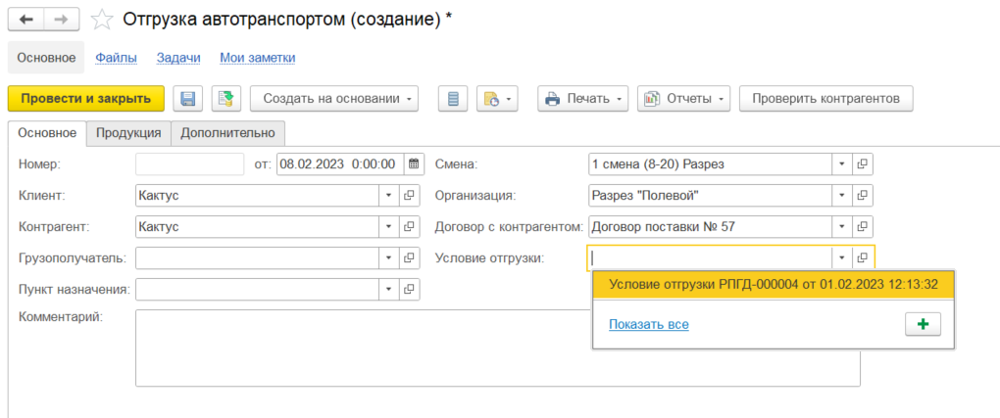 Отгрузка автотранспортом (создание) *
Основное Файлы Задачи Мои заметки
Провести и закрыть Создать на основании Печать Отчеты Проверить контрагентов
Основное Продукция Дополнительно
Номер: от: 08.02.2023 0:00:00 Смена: 1 смена (8-20) Разрез
Клиент: Кактус Организация: Разрез "Полевой"
Контрагент: Кактус Договор с контрагентом: Договор поставки № 57
Грузополучатель: Условие отгрузки:
Условие отгрузки РПГД-000004 от 01.02.2023 12:13:32
Пункт назначения:
Комментарий:
Показать все